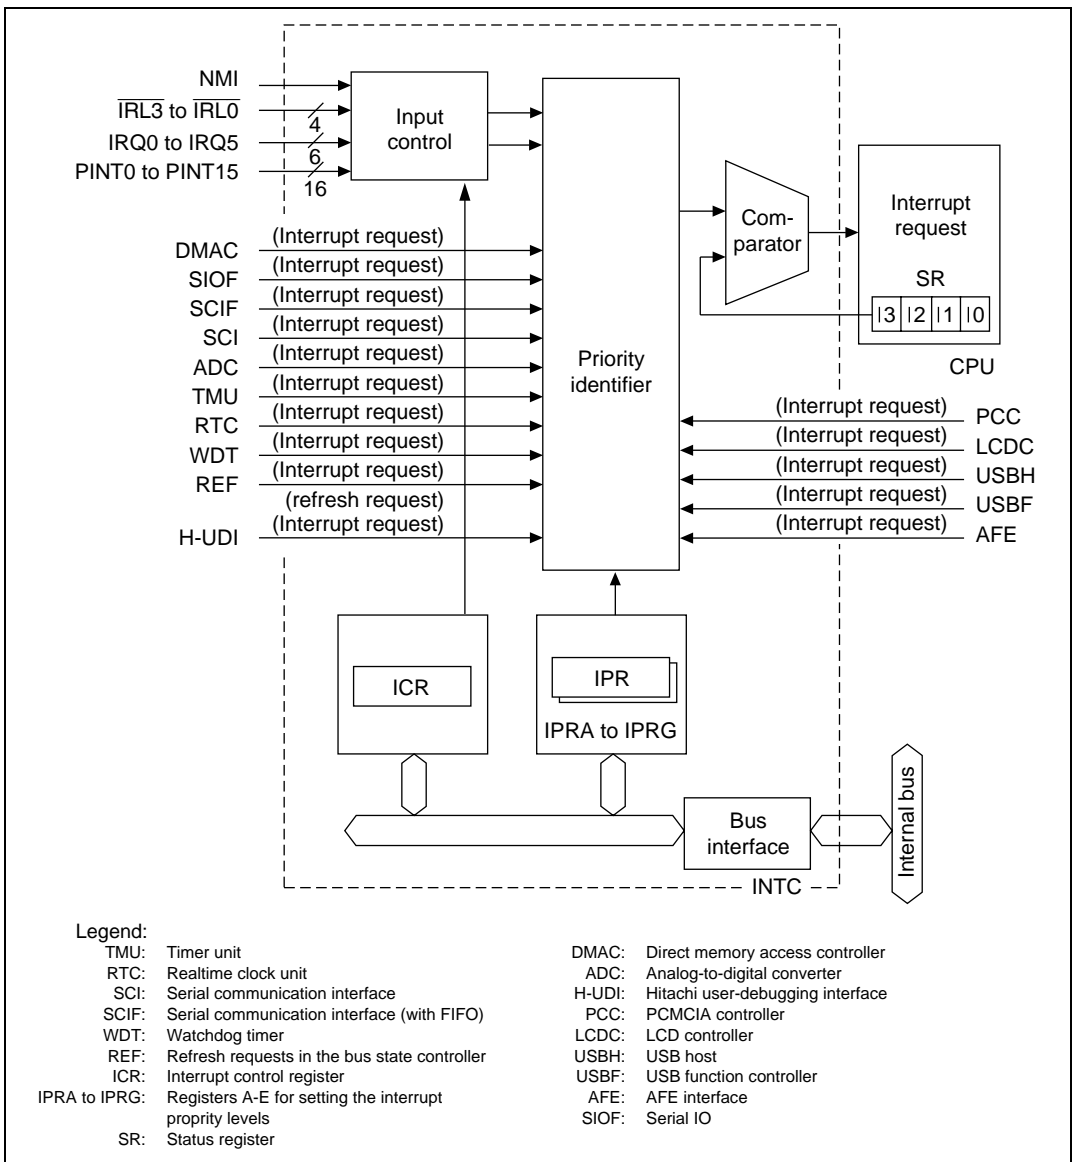 NMI
IRL3 to IRL0
4
IRQ0 to IRQ5
6
PINT0 to PINT15
16
Input
control
DMAC
(Interrupt request)
SIOF
(Interrupt request)
SCIF
(Interrupt request)
SCI
(Interrupt request)
ADC
(Interrupt request)
TMU
(Interrupt request)
RTC
(Interrupt request)
WDT
(Interrupt request)
REF
(Interrupt request)
(refresh request)
H-UDI
(Interrupt request)
Priority
identifier
Com-
parator
Interrupt
request
SR
I3 I2 I1 I0
CPU
(Interrupt request)
PCC
(Interrupt request)
LCDC
(Interrupt request)
USBH
(Interrupt request)
USBF
(Interrupt request)
AFE
ICR
IPR
IPRA to IPRG
Bus
interface
Internal bus
INTC
Legend:
TMU: Timer unit
RTC: Realtime clock unit
SCI: Serial communication interface
SCIF: Serial communication interface (with FIFO)
WDT: Watchdog timer
REF: Refresh requests in the bus state controller
ICR: Interrupt control register
IPRA to IPRG: Registers A-E for setting the interrupt
proprity levels
SR: Status register
DMAC: Direct memory access controller
ADC: Analog-to-digital converter
H-UDI: Hitachi user-debugging interface
PCC: PCMCIA controller
LCDC: LCD controller
USBH: USB host
USBF: USB function controller
AFE: AFE interface
SIOF: Serial IO